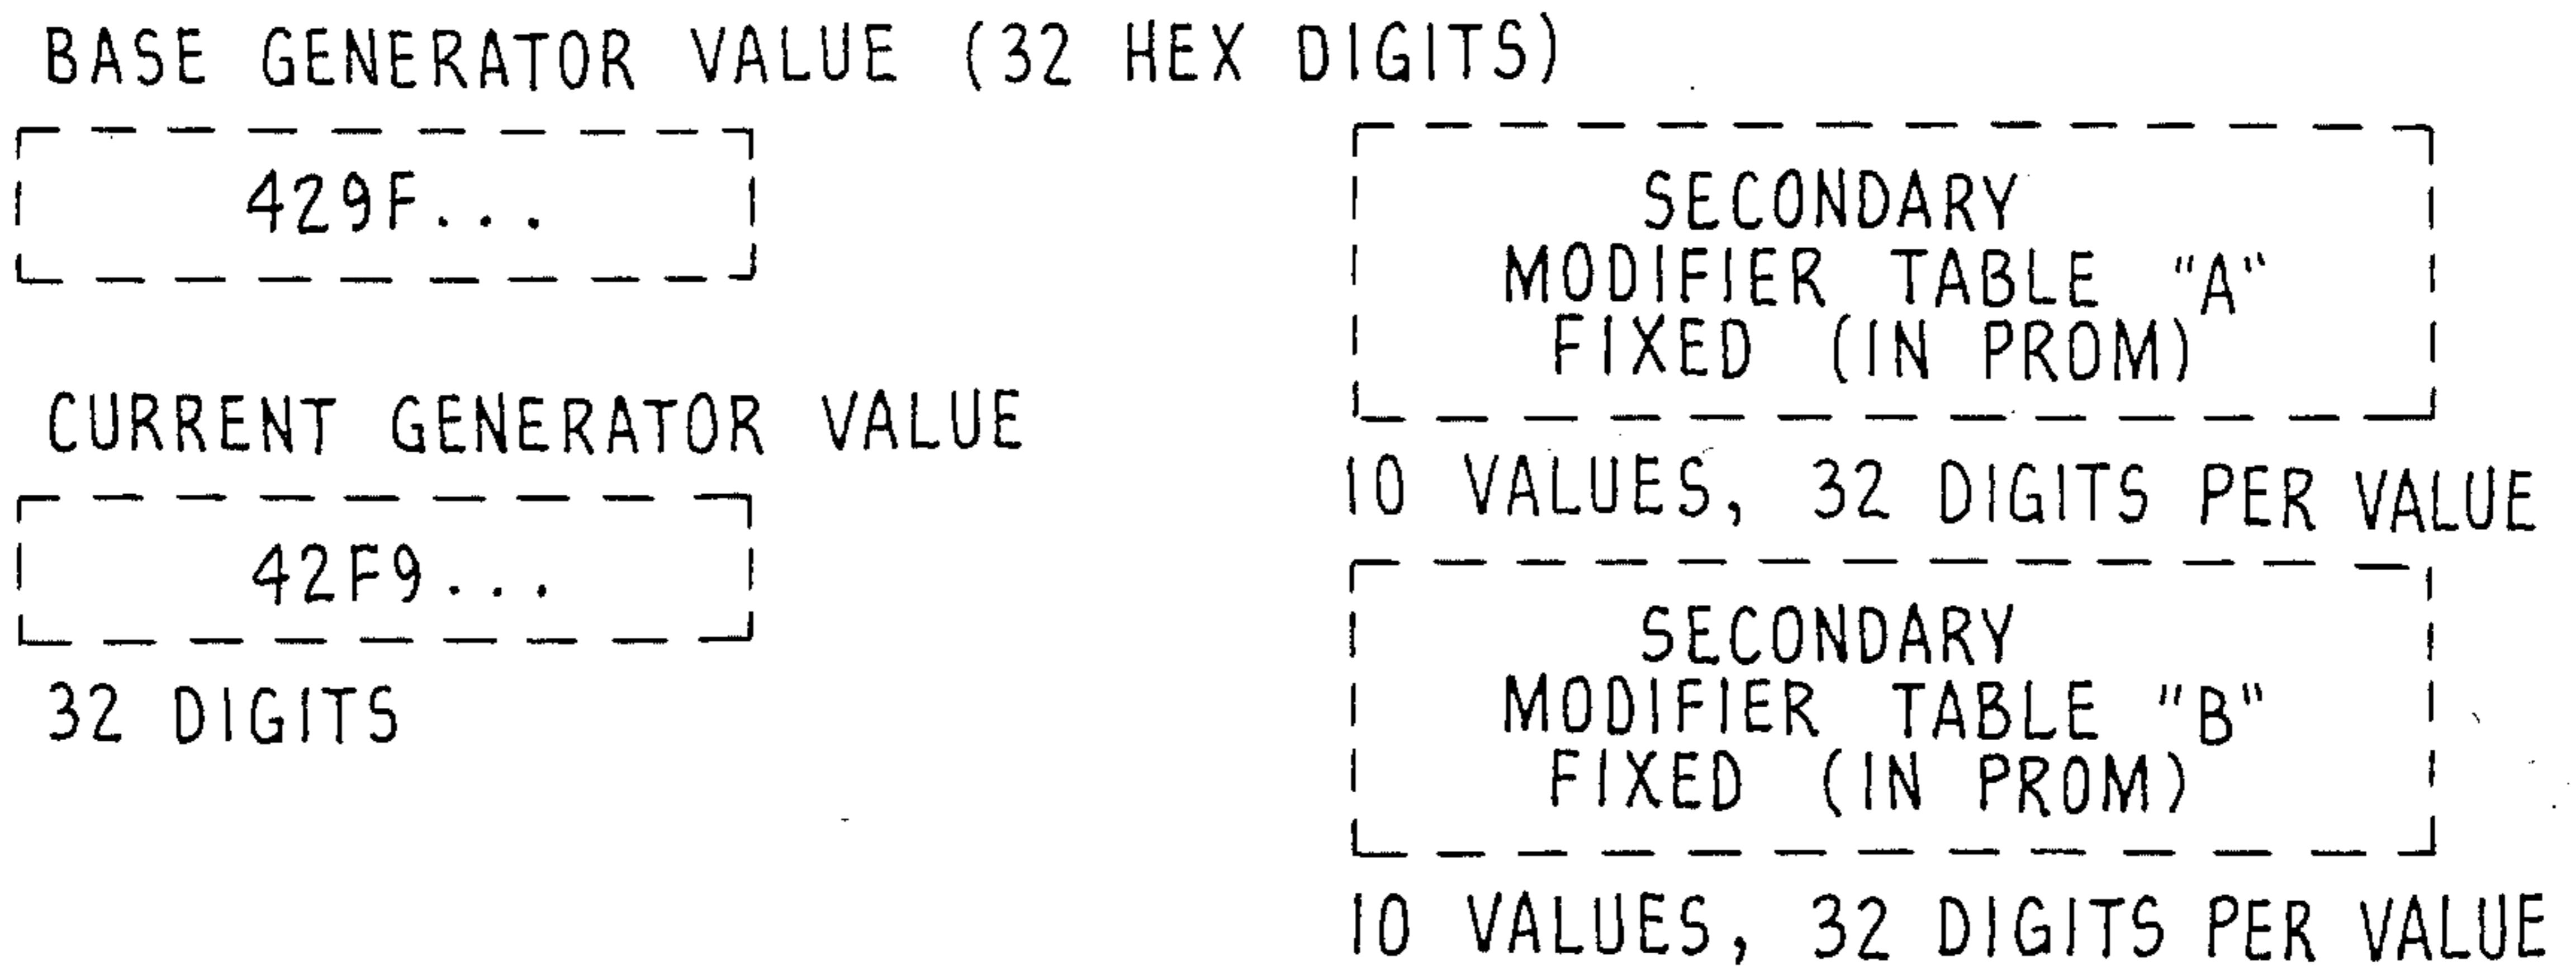 BASE GENERATOR VALUE (32 HEX DIGITS)
429F...
CURRENT GENERATOR VALUE
42F9...
32 DIGITS
SECONDARY
MODIFIER TABLE "A"
FIXED (IN PROM)
10 VALUES, 32 DIGITS PER VALUE
SECONDARY
MODIFIER TABLE "B"
FIXED (IN PROM)
10 VALUES, 32 DIGITS PER VALUE